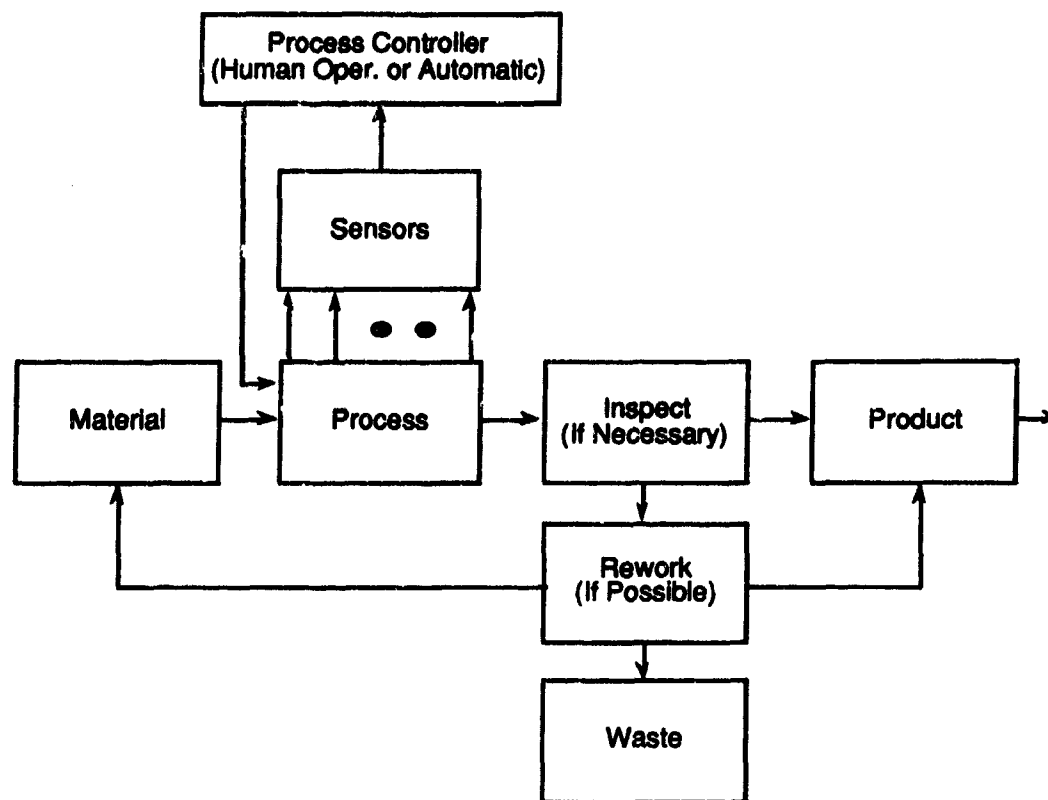 Process Controller
(Human Oper. or Automatic)
Sensors
Material
Process
Inspect
(If Necessary)
Product
Rework
(If Possible)
Waste